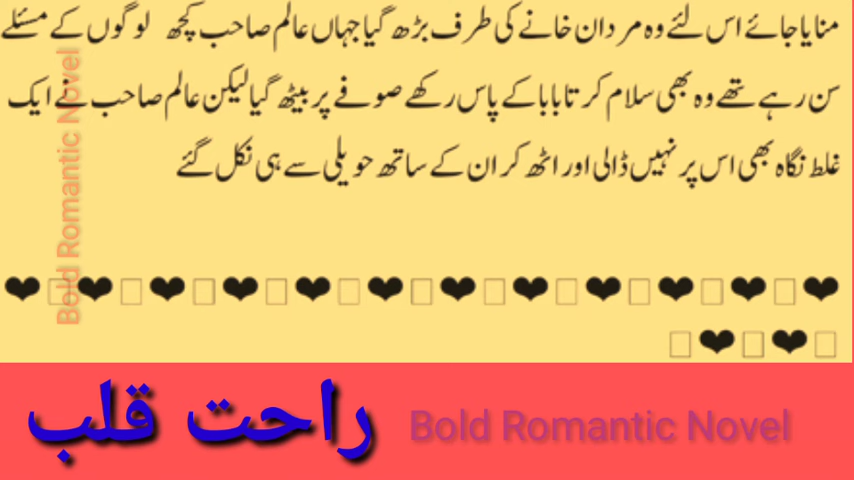 منایاجائے اس لئے وہ مردان خانے کی طرف بڑھ گیا جہاں عالم صاحب کچھ لوگوں کے مسئلے
سن رہے تھے وہ بھی سلام کرتا بابا کے پاس رکھے صوفے پر بیٹھ گیا لیکن عالم صاحب نے ایک
غلط نگاہ بھی اس پر نہیں ڈالی اور اٹھ کر ان کے ساتھ حویلی سے ہی نکل گئے
Bold Romantic Novel
راحت قلب
Bold Romantic Novel